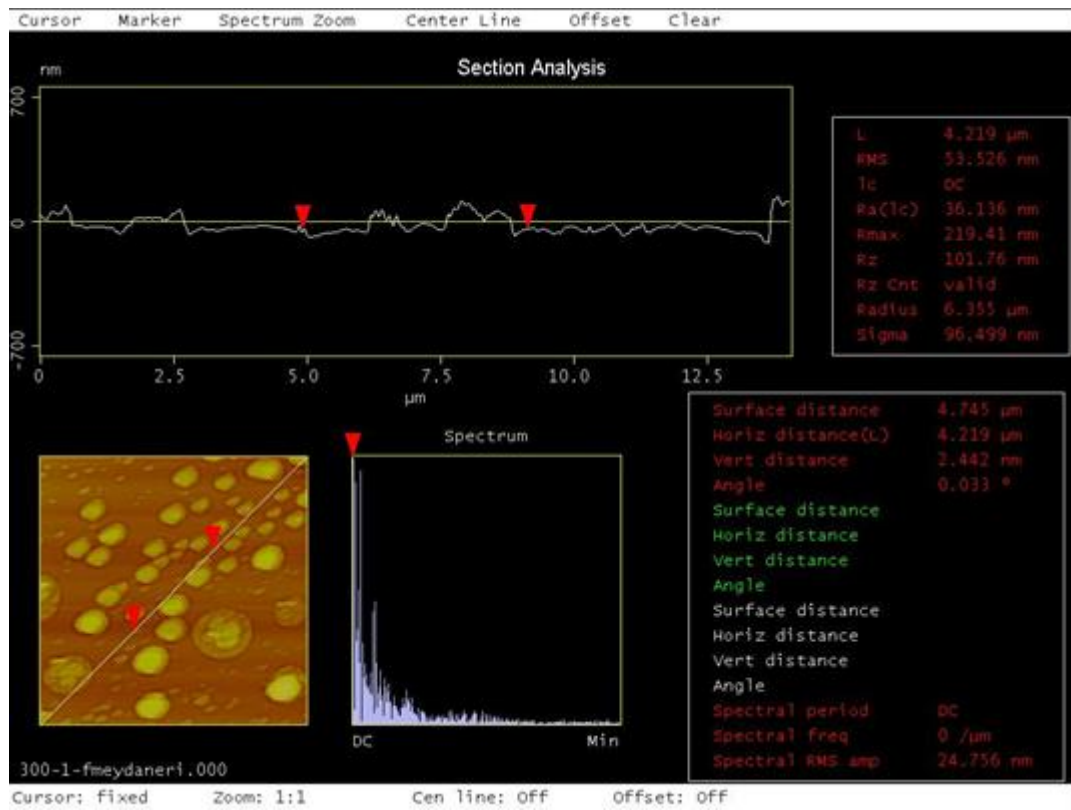 Cursor Marker Spectrum Zoom Center Line Offset Clear
Section Analysis
nm
700
0
-700
0 2.5 5.0 7.5 10.0 12.5
µm
L 4.219 µm
RMS 53.526 nm
lc DC
Ra(lc) 36.136 nm
Rmax 219.41 nm
Rz 101.76 nm
Rz Cnt valid
Radius 6.355 µm
Sigma 96.499 nm
Surface distance 4.745 µm
Horiz distance(L) 4.219 µm
Vert distance 2.442 nm
Angle 0.033 °
Surface distance
Horiz distance
Vert distance
Angle
Surface distance
Horiz distance
Vert distance
Angle
Spectral period DC
Spectral freq 0 /µm
Spectral RMS amp 24.756 nm
Spectrum
DC Min
300-1-fmeydaneri.000
Cursor: fixed Zoom: 1:1 Cen line: Off Offset: Off